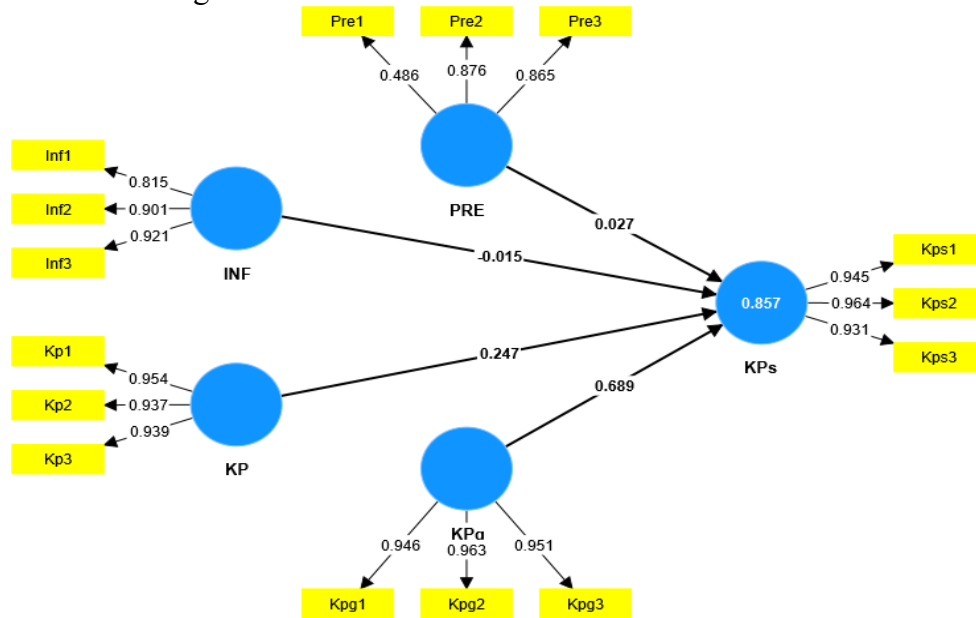 Pre1
Pre2
Pre3
0.486
0.876
0.865
PRE
Inf1
Inf2
Inf3
0.815
0.901
0.921
INF
0.027
-0.015
Kp1
Kp2
Kp3
0.954
0.937
0.939
KP
0.247
0.689
0.857
KPs
0.945
0.964
0.931
Kps1
Kps2
Kps3
KPg
0.946
0.963
0.951
Kpg1
Kpg2
Kpg3